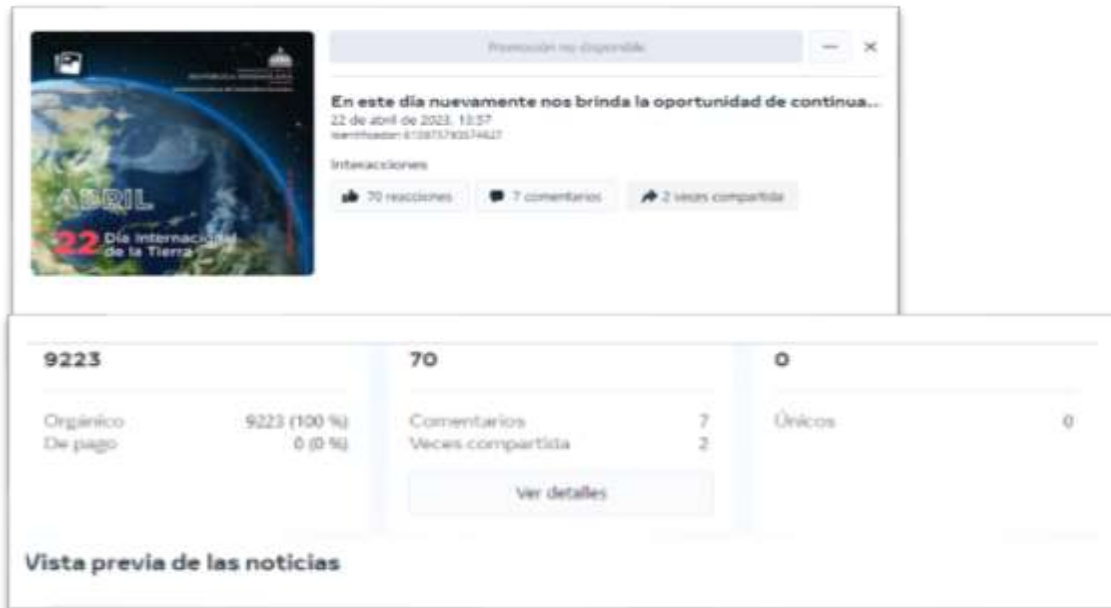 Promoción no disponible
REPÚBLICA DOMINICANA
En este día nuevamente nos brinda la oportunidad de continua...
22 de abril de 2023, 13:57
Interacciones
70 reacciones 7 comentarios 2 veces compartida
ABRIL
22 Día Internacional
de la Tierra
9223 70 0
Orgánico 9223 (100 %) Comentarios 7 Únicos 0
De pago 0 (0 %) Veces compartida 2
Ver detalles
Vista previa de las noticias